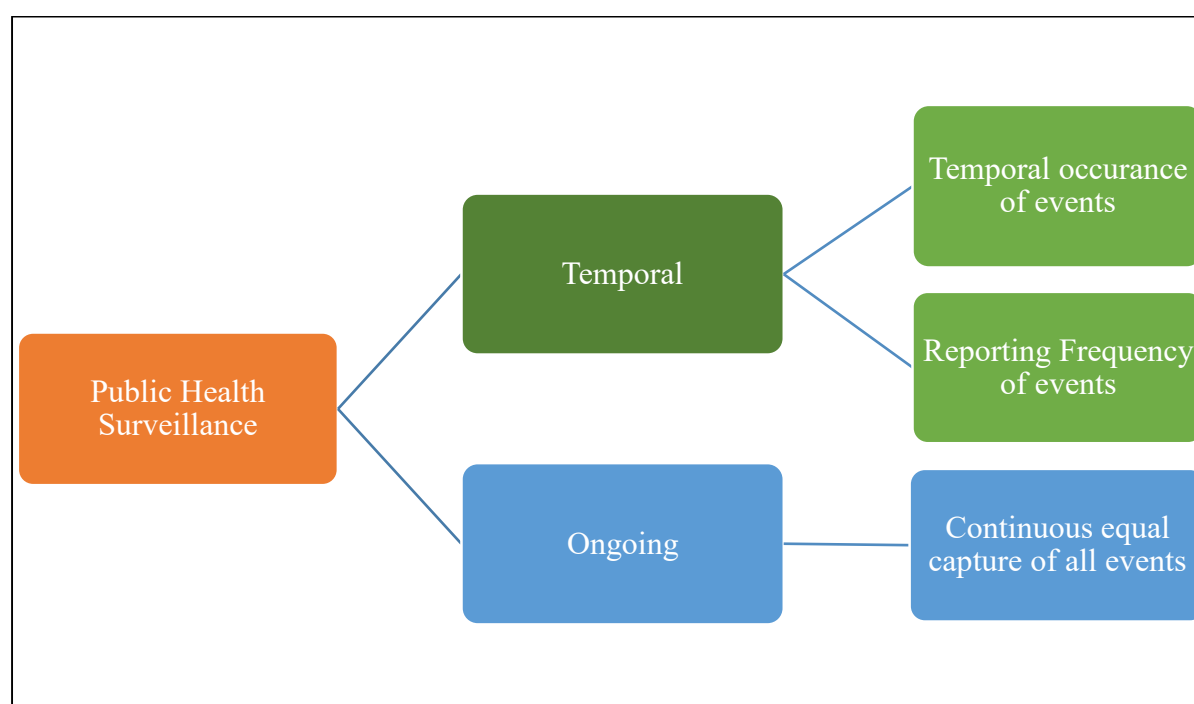 Public Health
Surveillance
Temporal
Temporal occurance
of events
Reporting Frequency
of events
Ongoing
Continuous equal
capture of all events